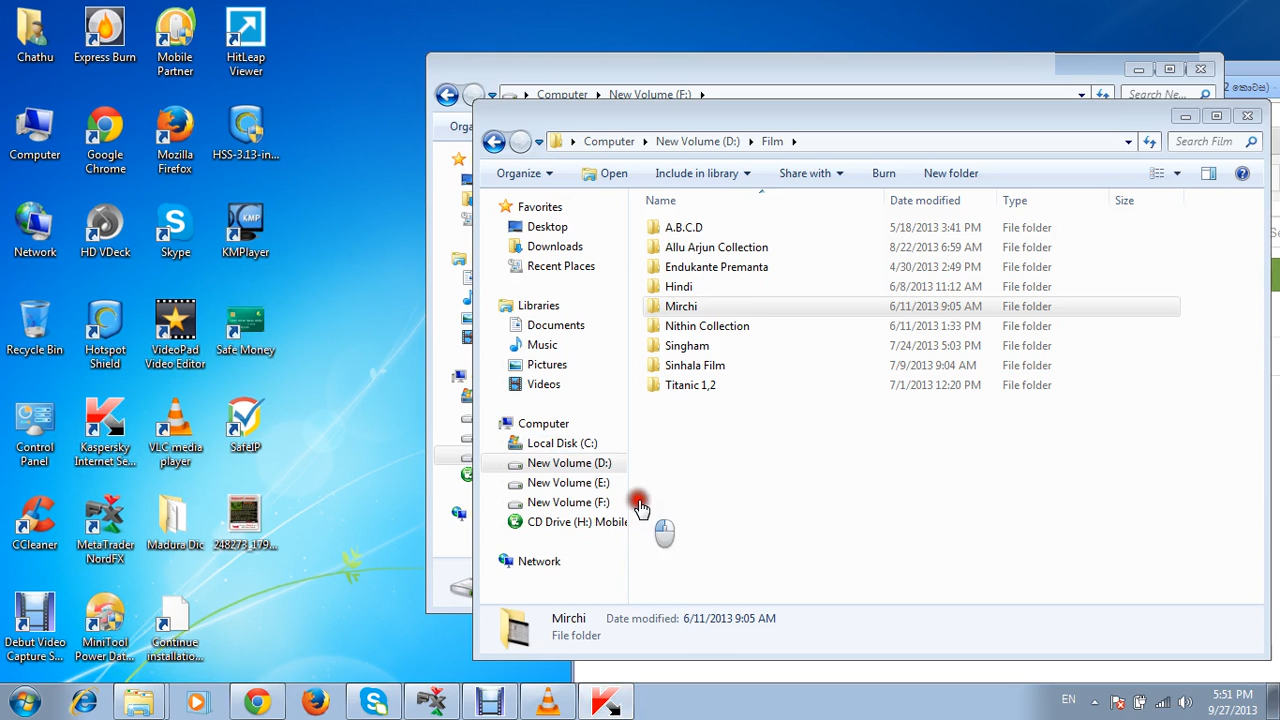 Chathu
Express Burn
Mobile
Partner
HitLeap
Viewer
Computer
Google
Chrome
Mozilla
Firefox
HSS-3.13-in...
Network
HD VDeck
Skype
KMPlayer
Recycle Bin
Hotspot
Shield
VideoPad
Video Editor
Safe Money
Control
Panel
Kaspersky
Internet Se...
VLC media
player
SafeIP
CCleaner
MetaTrader
NordFX
Madura Dic
248273_179...
Debut Video
Capture S...
MiniTool
Power Dat...
Continue
installatio...
Computer New Volume (F:) Search Ne...
Orga
2 කොටස)
Computer New Volume (D:) Film Search Film
Organize Open Include in library Share with Burn New folder
Name Date modified Type Size
A.B.C.D 5/18/2013 3:41 PM File folder
Allu Arjun Collection 8/22/2013 6:59 AM File folder
Endukante Premanta 4/30/2013 2:49 PM File folder
Hindi 6/8/2013 11:12 AM File folder
Mirchi 6/11/2013 9:05 AM File folder
Nithin Collection 6/11/2013 1:33 PM File folder
Singham 7/24/2013 5:03 PM File folder
Sinhala Film 7/9/2013 9:04 AM File folder
Titanic 1,2 7/1/2013 12:20 PM File folder
Favorites
Desktop
Downloads
Recent Places
Libraries
Documents
Music
Pictures
Videos
Computer
Local Disk (C:)
New Volume (D:)
New Volume (E:)
New Volume (F:)
CD Drive (H:) Mobile
Network
Mirchi Date modified: 6/11/2013 9:05 AM
File folder
EN
5:51 PM
9/27/2013